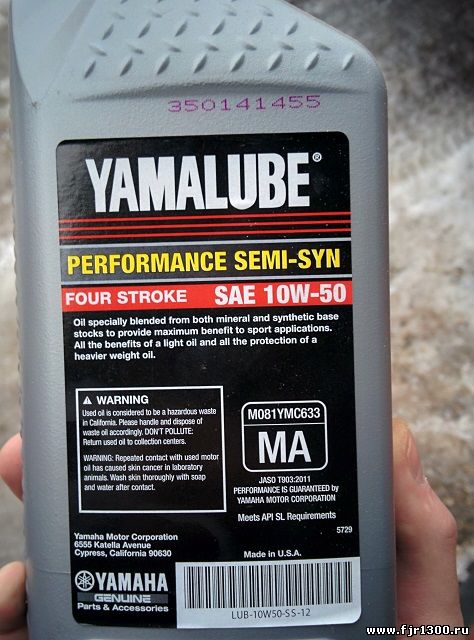 350141455
YAMALUBE®
PERFORMANCE SEMI-SYN
FOUR STROKE SAE 10W-50
Oil specially blended from both mineral and synthetic base
stocks to provide maximum benefit to sport applications.
All the benefits of a light oil and all the protection of a
heavier weight oil.
⚠ WARNING
Used oil is considered to be a hazardous waste
in California. Please handle and dispose of
waste oil accordingly. DON'T POLLUTE:
Return used oil to collection centers.
WARNING: Repeated contact with used motor
oil has caused skin cancer in laboratory
animals. Wash skin thoroughly with soap
and water after contact.
M081YMC633
MA
JASO T903:2011
PERFORMANCE IS GUARANTEED by
YAMAHA MOTOR CORPORATION
Meets API SL Requirements
5729
Yamaha Motor Corporation
6555 Katella Avenue
Cypress, California 90630
Made in U.S.A.
YAMAHA
GENUINE
Parts & Accessories
LUB-10W50-SS-12
www.fjr1300.ru